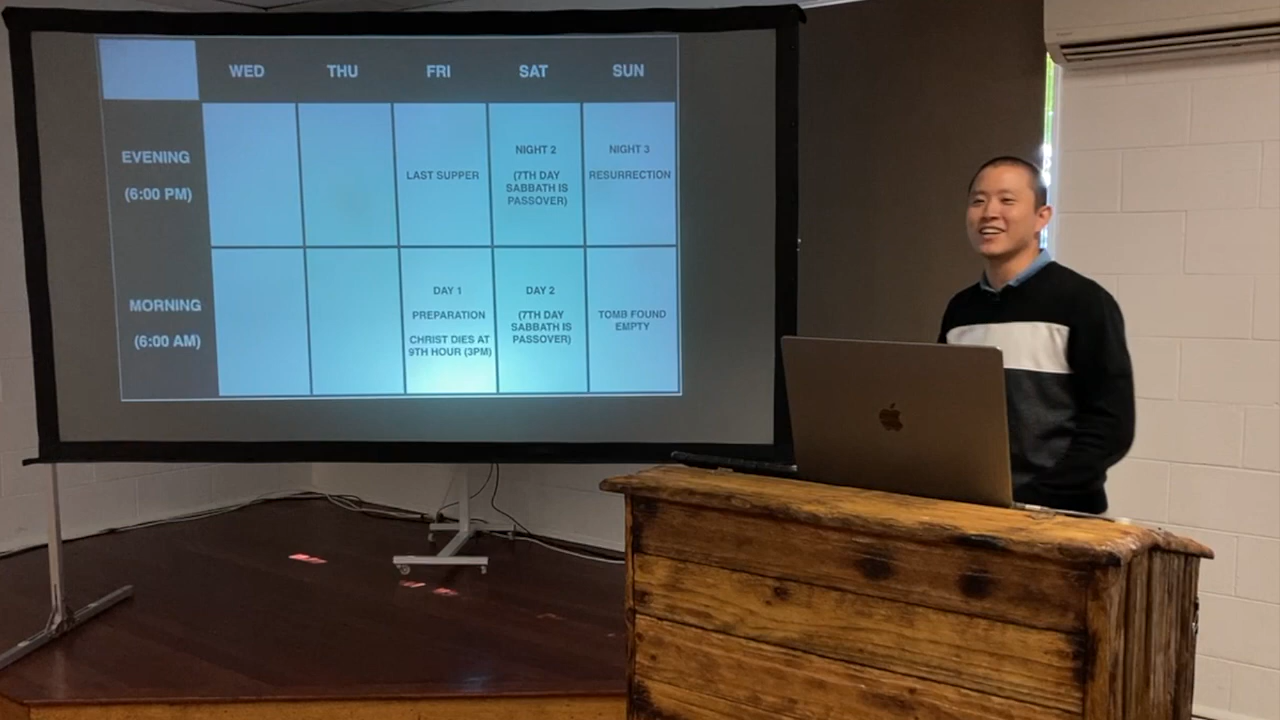 WED THU FRI SAT SUN
EVENING
(6:00 PM)
LAST SUPPER
NIGHT 2
(7TH DAY
SABBATH IS
PASSOVER)
NIGHT 3
RESURRECTION
MORNING
(6:00 AM)
DAY 1
PREPARATION
CHRIST DIES AT
9TH HOUR (3PM)
DAY 2
(7TH DAY
SABBATH IS
PASSOVER)
TOMB FOUND
EMPTY